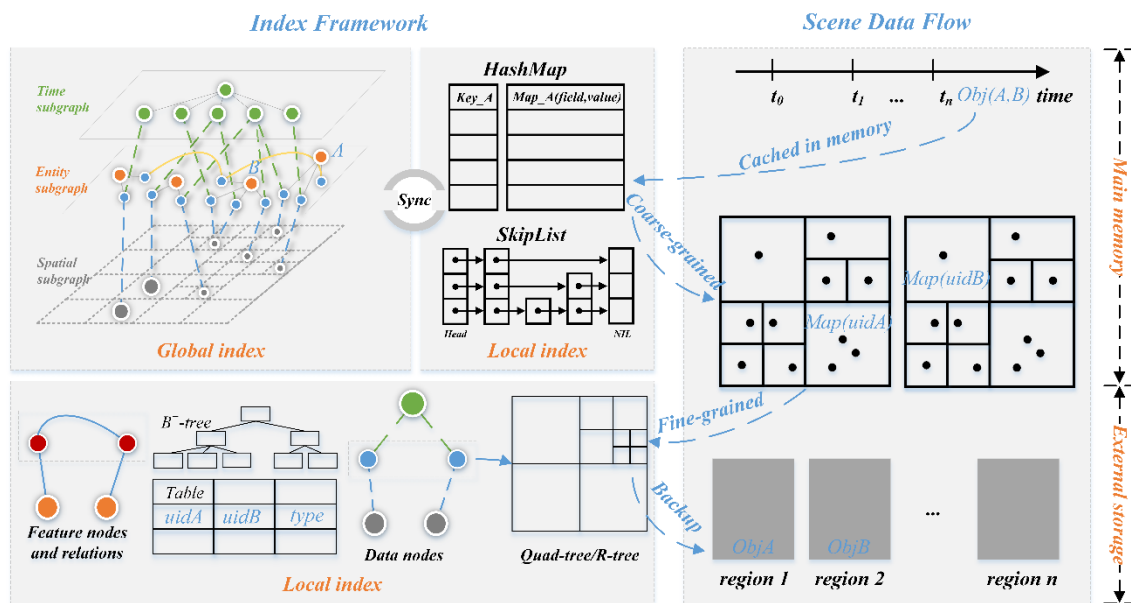 Index Framework
Scene Data Flow
Time
subgraph
Entity
subgraph
A
B
Spatial
subgraph
Global index
Sync
HashMap
Key_A
Map_A(field,value)
SkipList
Head
NIL
Local index
t0
t1
...
tn
Obj(A,B)
time
Cached in memory
Coarse-grained
Map(uidA)
Map(uidB)
Main memory
Feature nodes
and relations
B--tree
Table
uidA
uidB
type
Data nodes
Quad-tree/R-tree
Local index
Fine-grained
Backup
ObjA
ObjB
...
region 1
region 2
region n
External storage